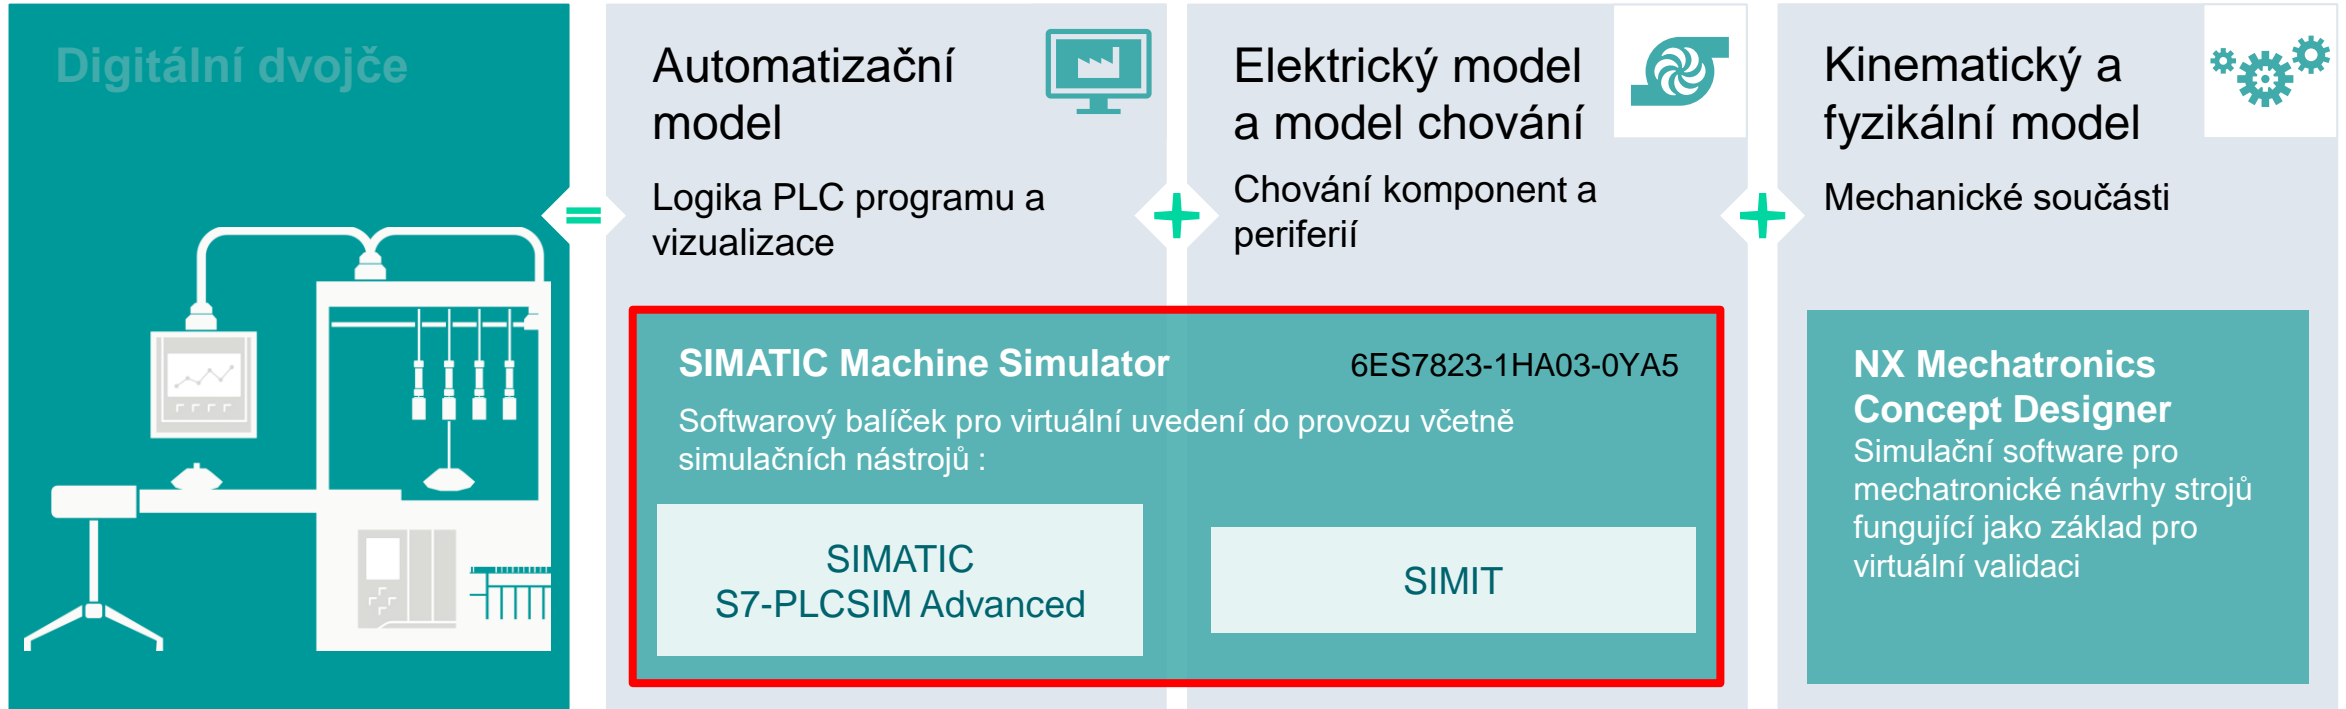 Digitální dvojče
=
Automatizační
model
Logika PLC programu a
vizualizace
+
Elektrický model
a model chování
Chování komponent a
periferií
+
Kinematický a
fyzikální model
Mechanické součásti
SIMATIC Machine Simulator
6ES7823-1HA03-0YA5
Softwarový balíček pro virtuální uvedení do provozu včetně
simulačních nástrojů :
SIMATIC
S7-PLCSIM Advanced
SIMIT
NX Mechatronics
Concept Designer
Simulační software pro
mechatronické návrhy strojů
fungující jako základ pro
virtuální validaci